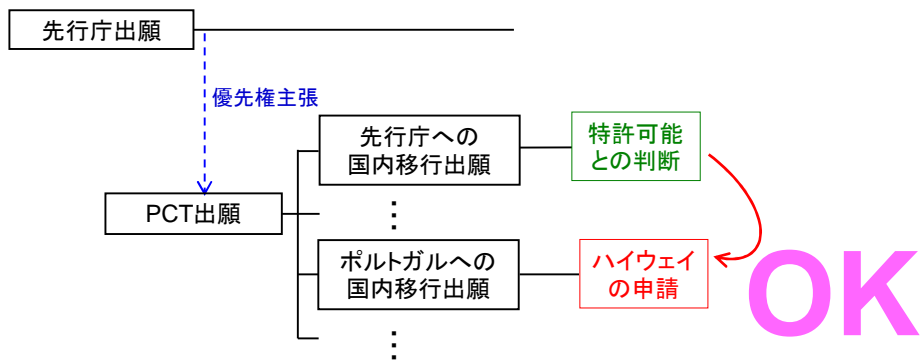 先行庁出願
優先権主張
先行庁への
国内移行出願
特許可能
との判断
PCT出願
⋮
ポルトガルへの
国内移行出願
ハイウェイ
の申請
OK
⋮